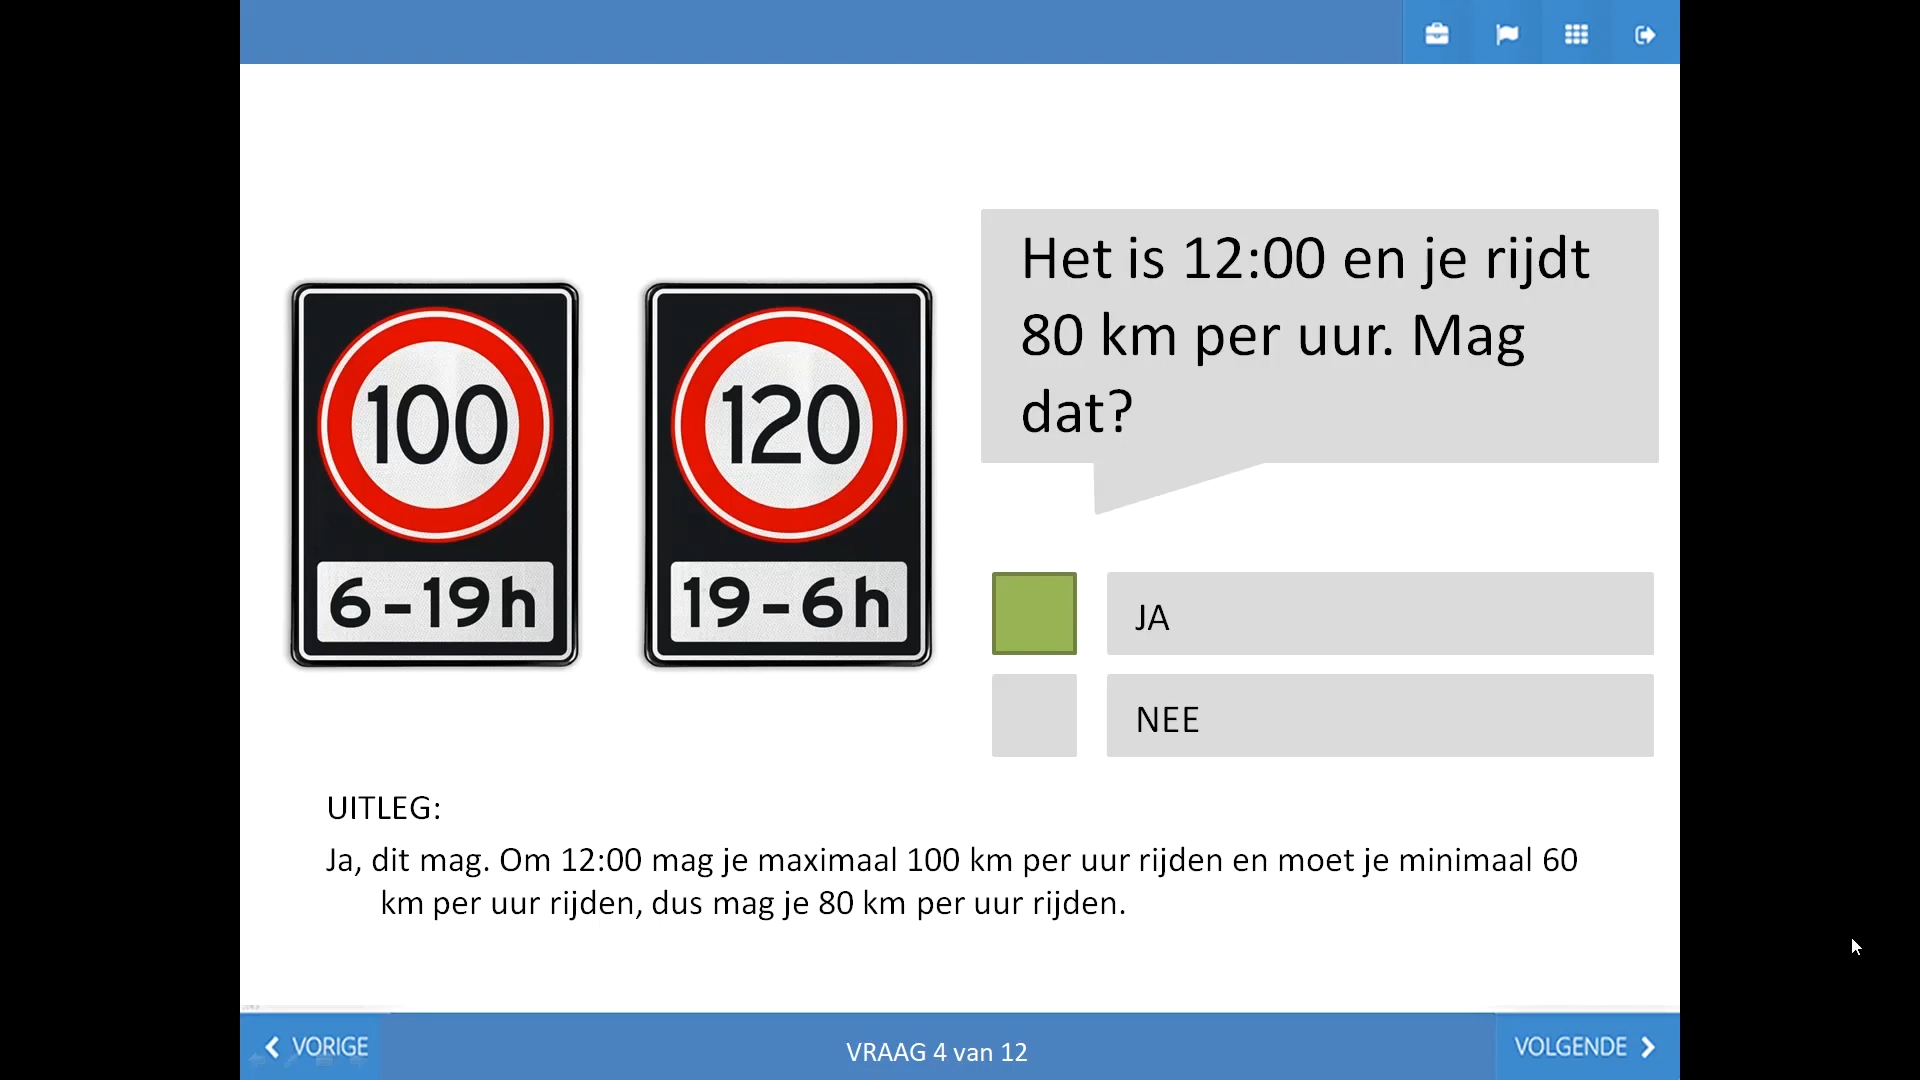 Het is 12:00 en je rijdt
80 km per uur. Mag
dat?
100
6-19h
120
19-6h
JA
NEE
UITLEG:
Ja, dit mag. Om 12:00 mag je maximaal 100 km per uur rijden en moet je minimaal 60
km per uur rijden, dus mag je 80 km per uur rijden.
VORIGE
VRAAG 4 van 12
VOLGENDE